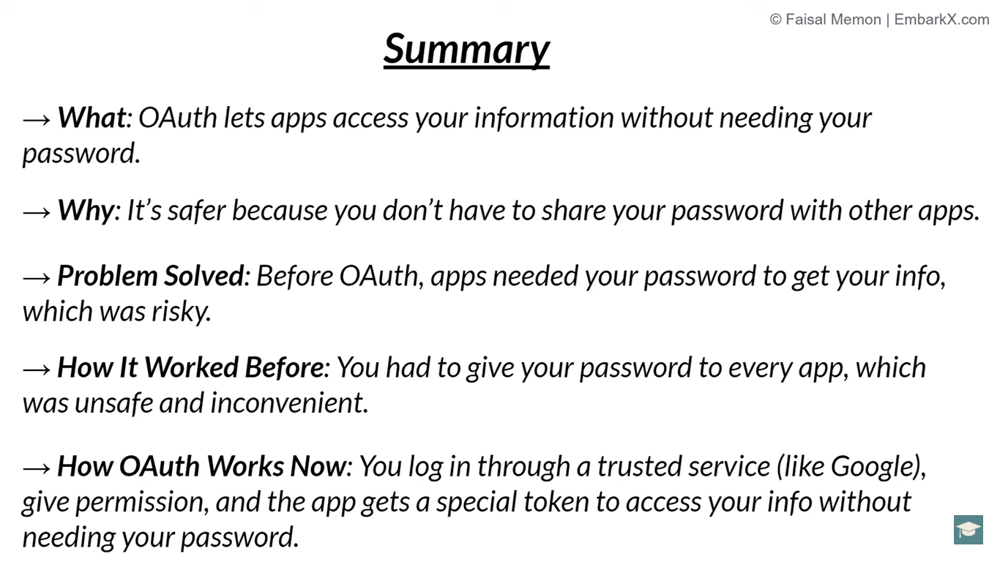 © Faisal Memon | EmbarkX.com
Summary
→ What: OAuth lets apps access your information without needing your
password.
→ Why: It’s safer because you don’t have to share your password with other apps.
→ Problem Solved: Before OAuth, apps needed your password to get your info,
which was risky.
→ How It Worked Before: You had to give your password to every app, which
was unsafe and inconvenient.
→ How OAuth Works Now: You log in through a trusted service (like Google),
give permission, and the app gets a special token to access your info without
needing your password.